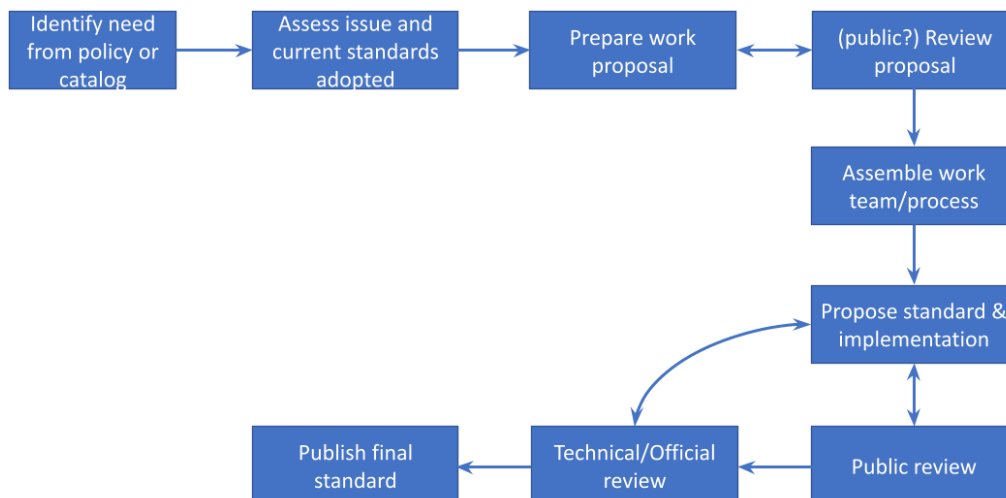 Identify need
from policy or
catalog
Assess issue and
current standards
adopted
Prepare work
proposal
(public?) Review
proposal
Assemble work
team/process
Propose standard &
implementation
Public review
Technical/Official
review
Publish final
standard